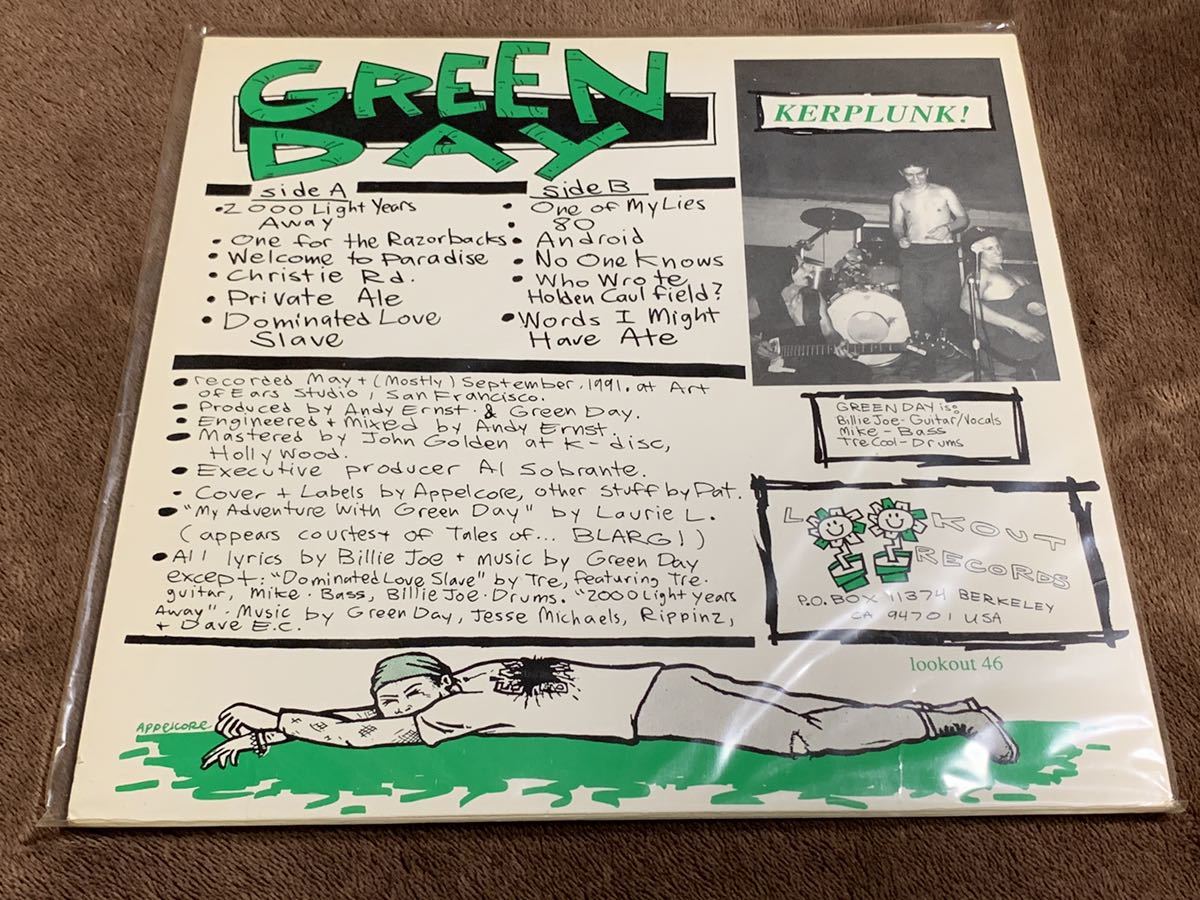 GREEN
DAY
side A
• 2000 Light Years
Away
• One for the Razorbacks
• Welcome to Paradise
• Christie Rd.
• Private Ale
• Dominated Love
Slave
side B
• One of My Lies
• 80
• Android
• No One Knows
• Who Wrote
Holden Caulfield?
• Words I Might
Have Ate
• recorded May + (Mostly) September, 1991, at Art
of Ears Studio, San Francisco.
• Produced by Andy Ernst & Green Day.
• Engineered + Mixed by Andy Ernst.
• Mastered by John Golden at K-disc,
Hollywood.
• Executive producer Al Sobrante.
• Cover + Labels by Appelcore, other stuff by Pat.
• "My Adventure With Green Day" by Laurie L.
(appears courtest of Tales of... BLARG!)
• All lyrics by Billie Joe + music by Green Day
except: "Dominated Love Slave" by Tre, featuring Tre·
guitar, Mike·Bass, Billie Joe·Drums. "2000 Light Years
Away"· Music by Green Day, Jesse Michaels, Rippinz,
+ Dave E.C.
KERPLUNK!
GREEN DAY is:
Billie Joe-Guitar/Vocals
Mike - Bass
Tre Cool-Drums
LOOKOUT
RECORDS
P.O. BOX 11374 BERKELEY
CA 94701 USA
lookout 46
APPELCORE